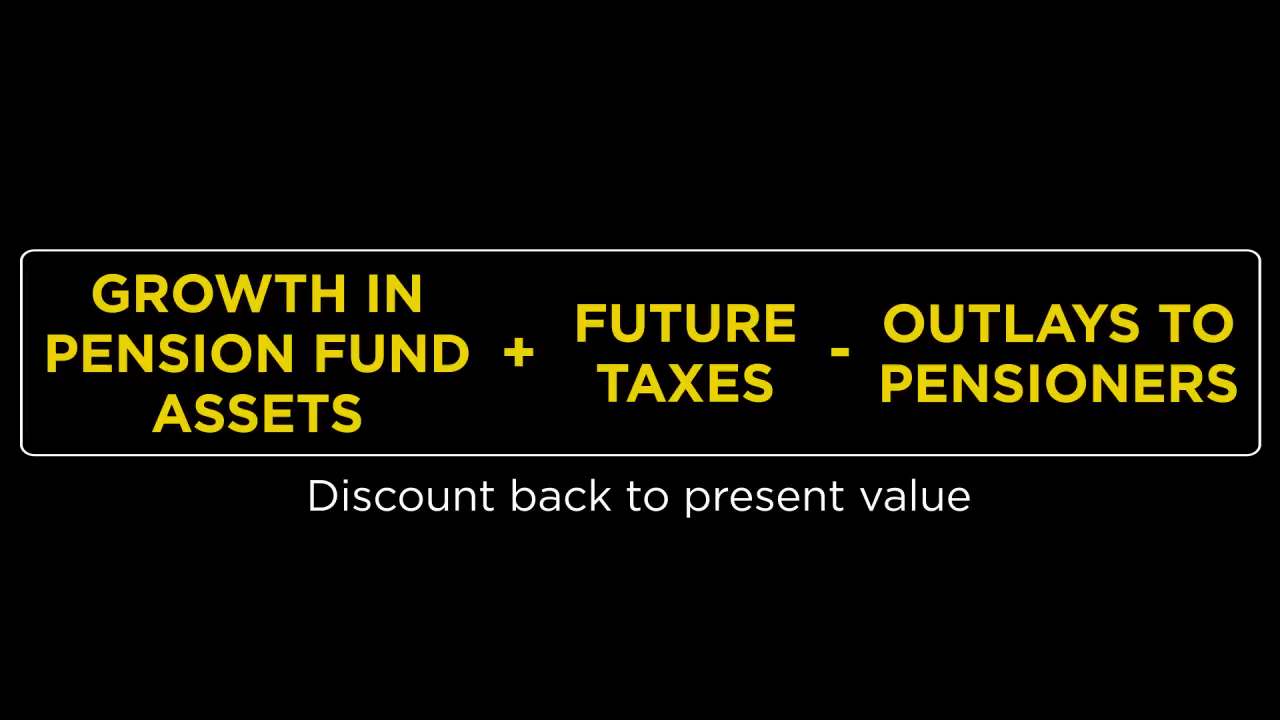 GROWTH IN
PENSION FUND
ASSETS
+
FUTURE
TAXES
-
OUTLAYS TO
PENSIONERS
Discount back to present value